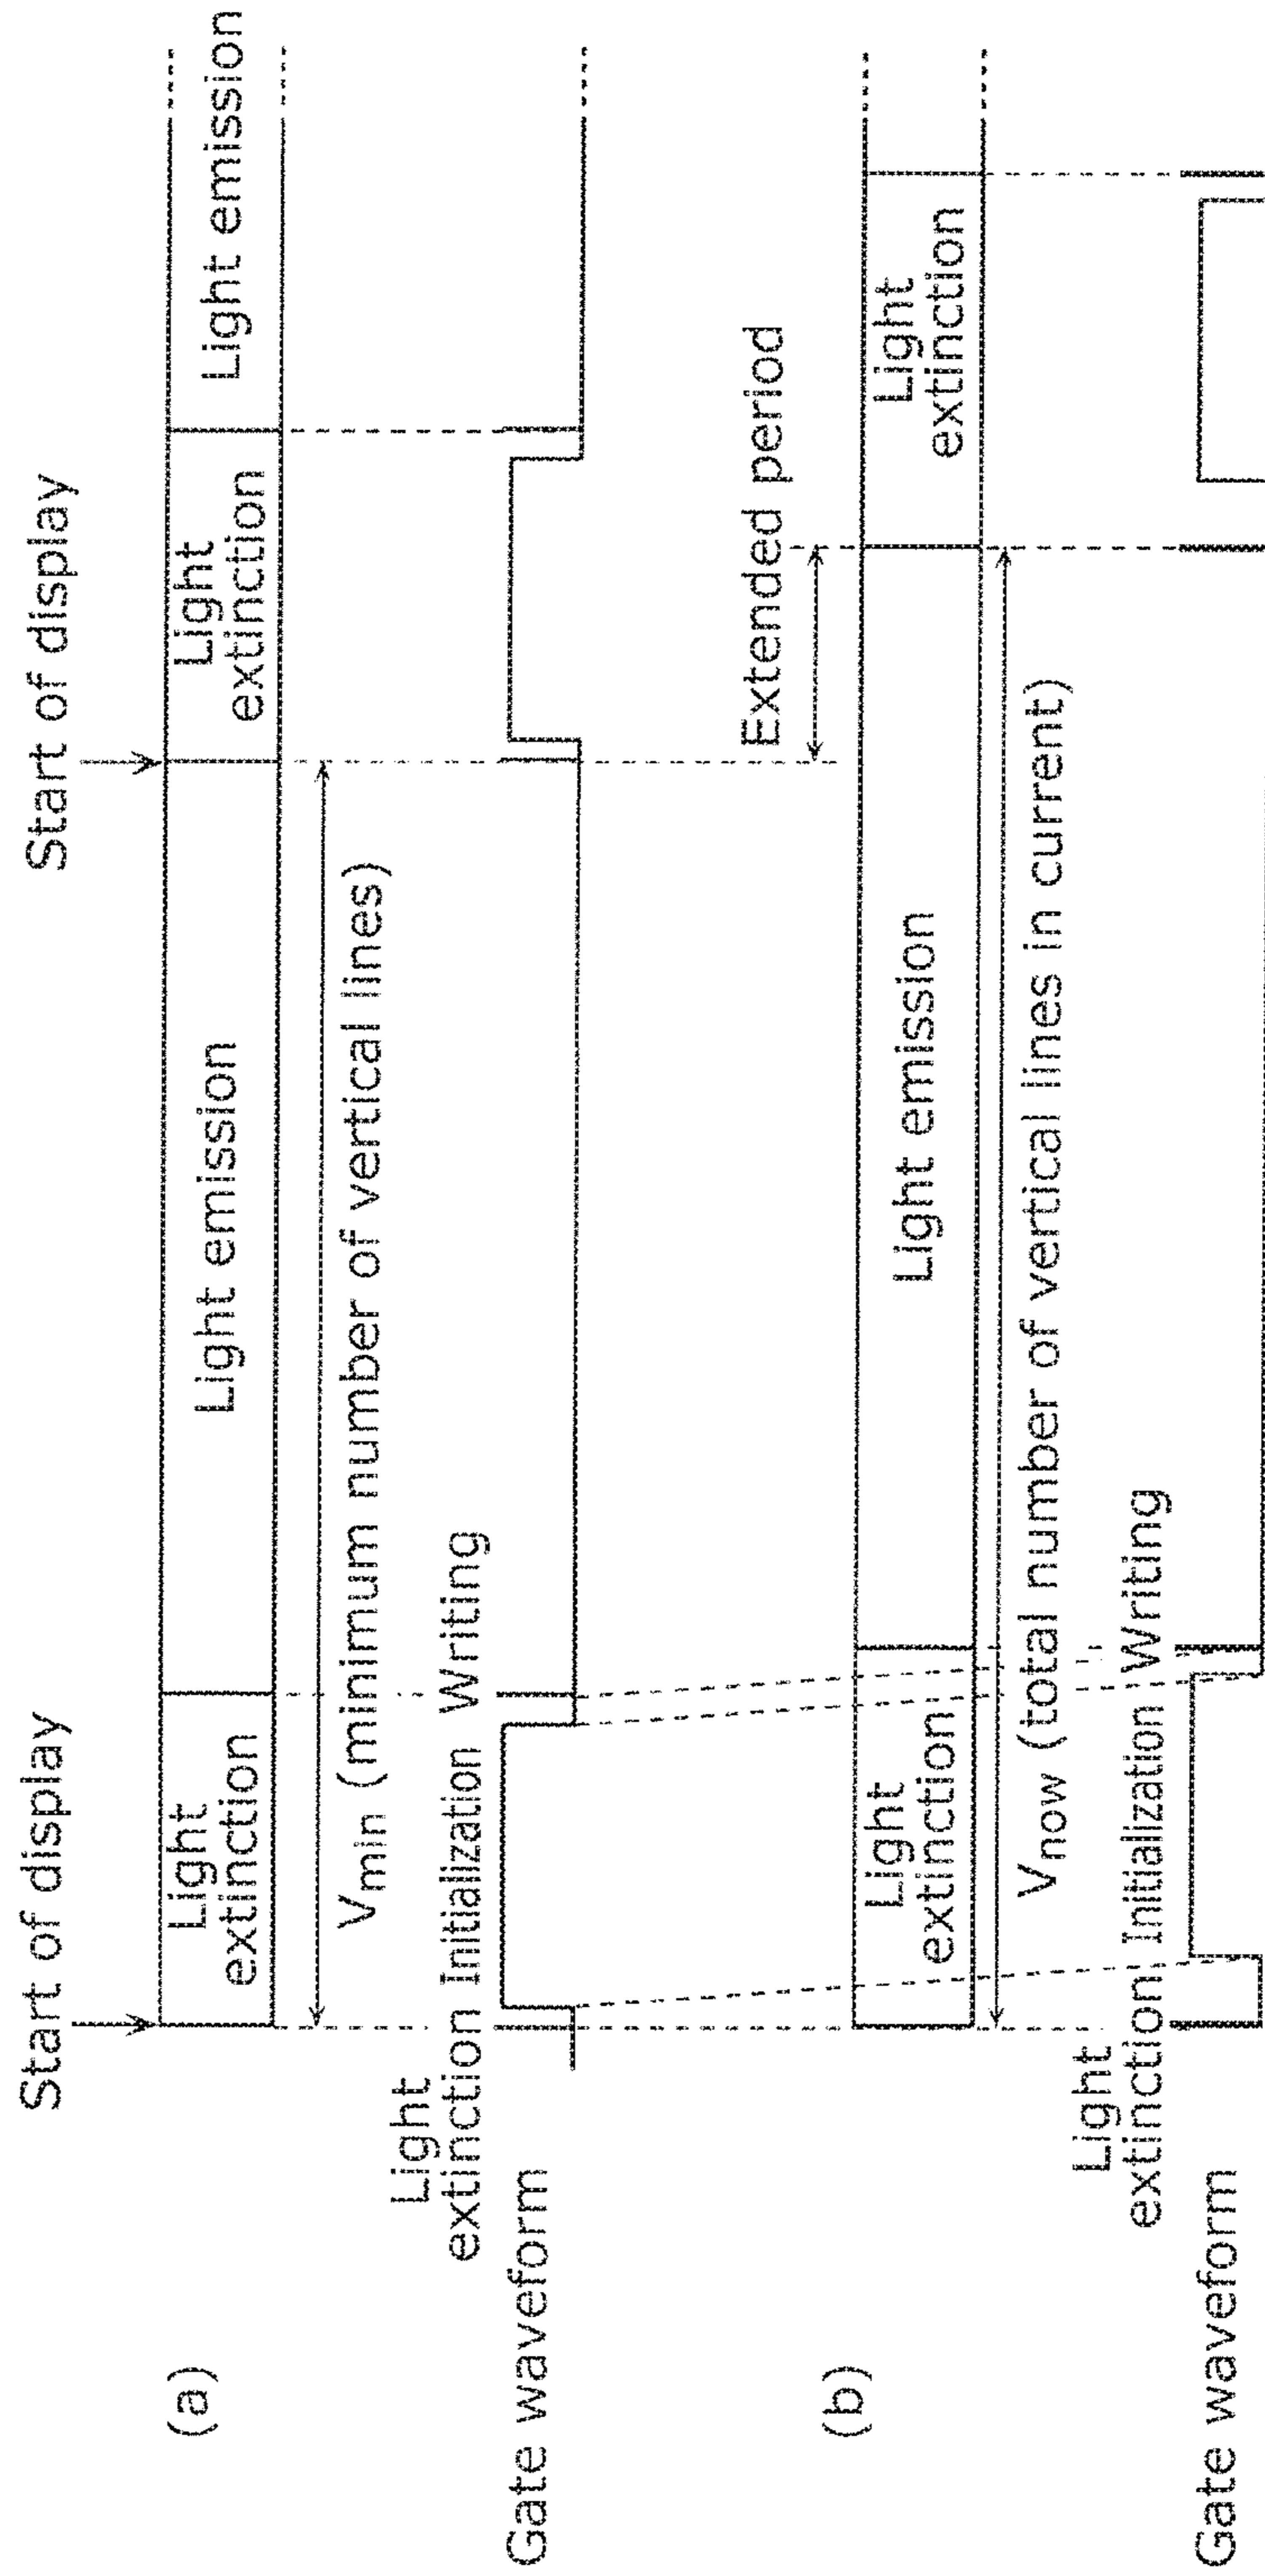 Start of display
Start of display
(a)
Light
extinction
Light emission
Light
extinction
Light emission
Vmin (minimum number of vertical lines)
Light
extinction
Initialization
Writing
Gate waveform
Extended period
(b)
Light
extinction
Light emission
Light
extinction
Vnow (total number of vertical lines in current)
Light
extinction
Initialization
Writing
Gate waveform